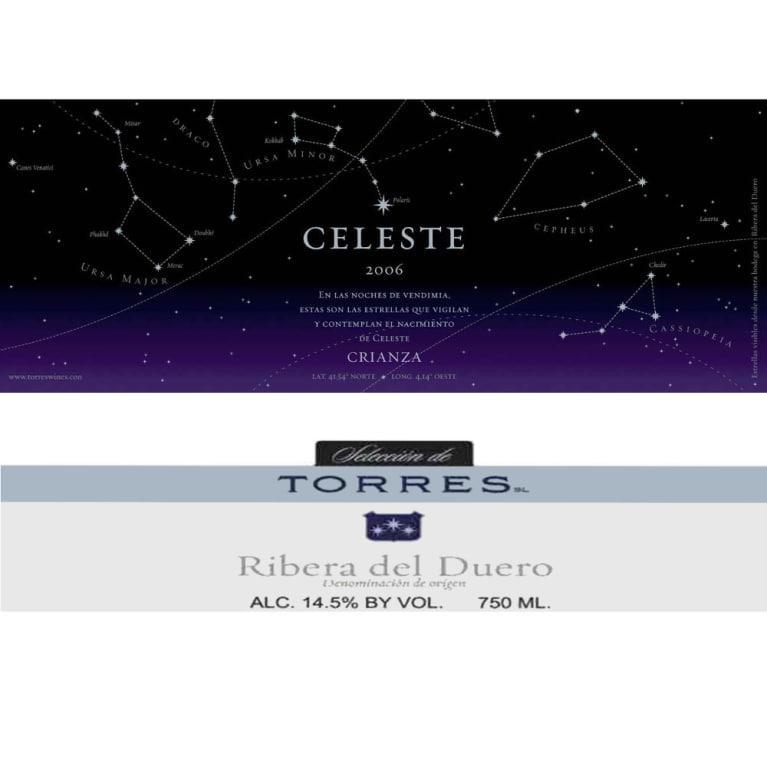 Mizar
DRACO
Kokhab
URSA MINOR
Canes Venatici
Polaris
Phakhd
Doubhé
Merac
URSA MAJOR
CEPHEUS
Lacerta
CELESTE
2006
EN LAS NOCHES DE VENDIMIA,
ESTAS SON LAS ESTRELLAS QUE VIGILAN
Y CONTEMPLAN EL NACIMIENTO
DE CELESTE
CRIANZA
LAT. 41,54° NORTE LONG. 4,14° OESTE
CASSIOPEIA
www.torreswines.com
Estrellas visibles desde nuestra bodega en Ribera del Duero
Selección de
TORRES SL
Ribera del Duero
Denominación de origen
ALC. 14.5% BY VOL. 750 ML.